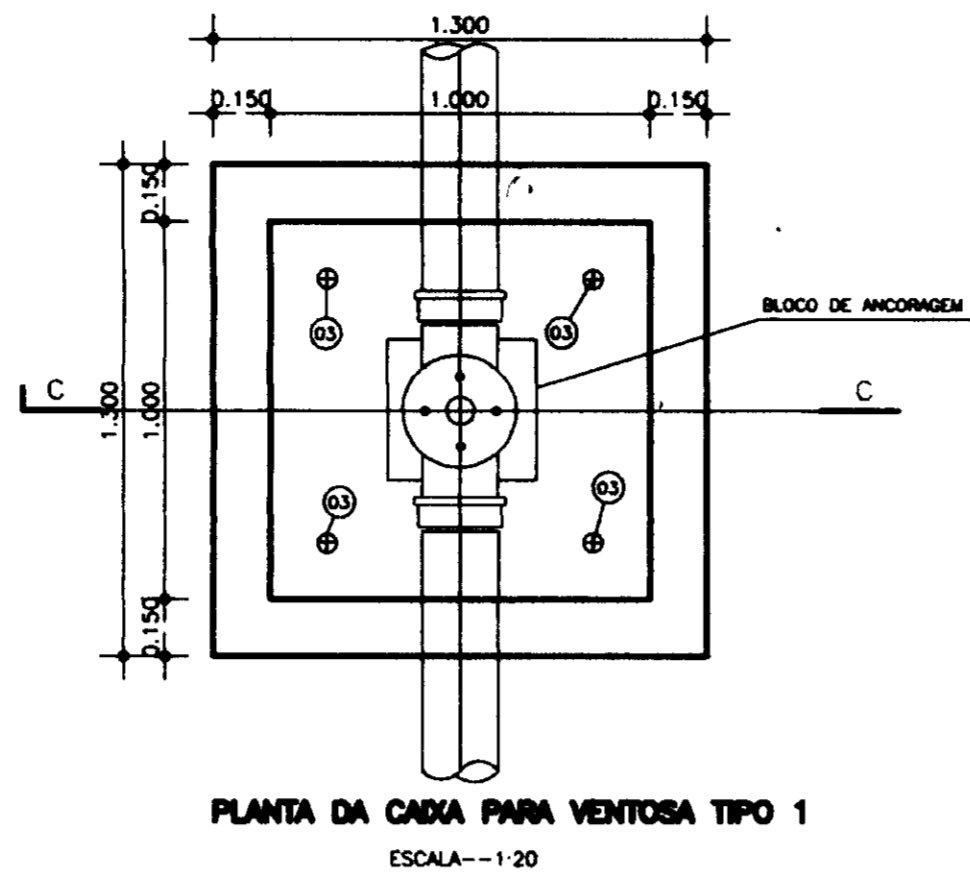 1.300
0.150 1.000 0.150
0.150
BLOCO DE ANCORAGEM
03 03
C C
1.300 1.000
03 03
0.150
PLANTA DA CAIXA PARA VENTOSA TIPO 1
ESCALA--1:20